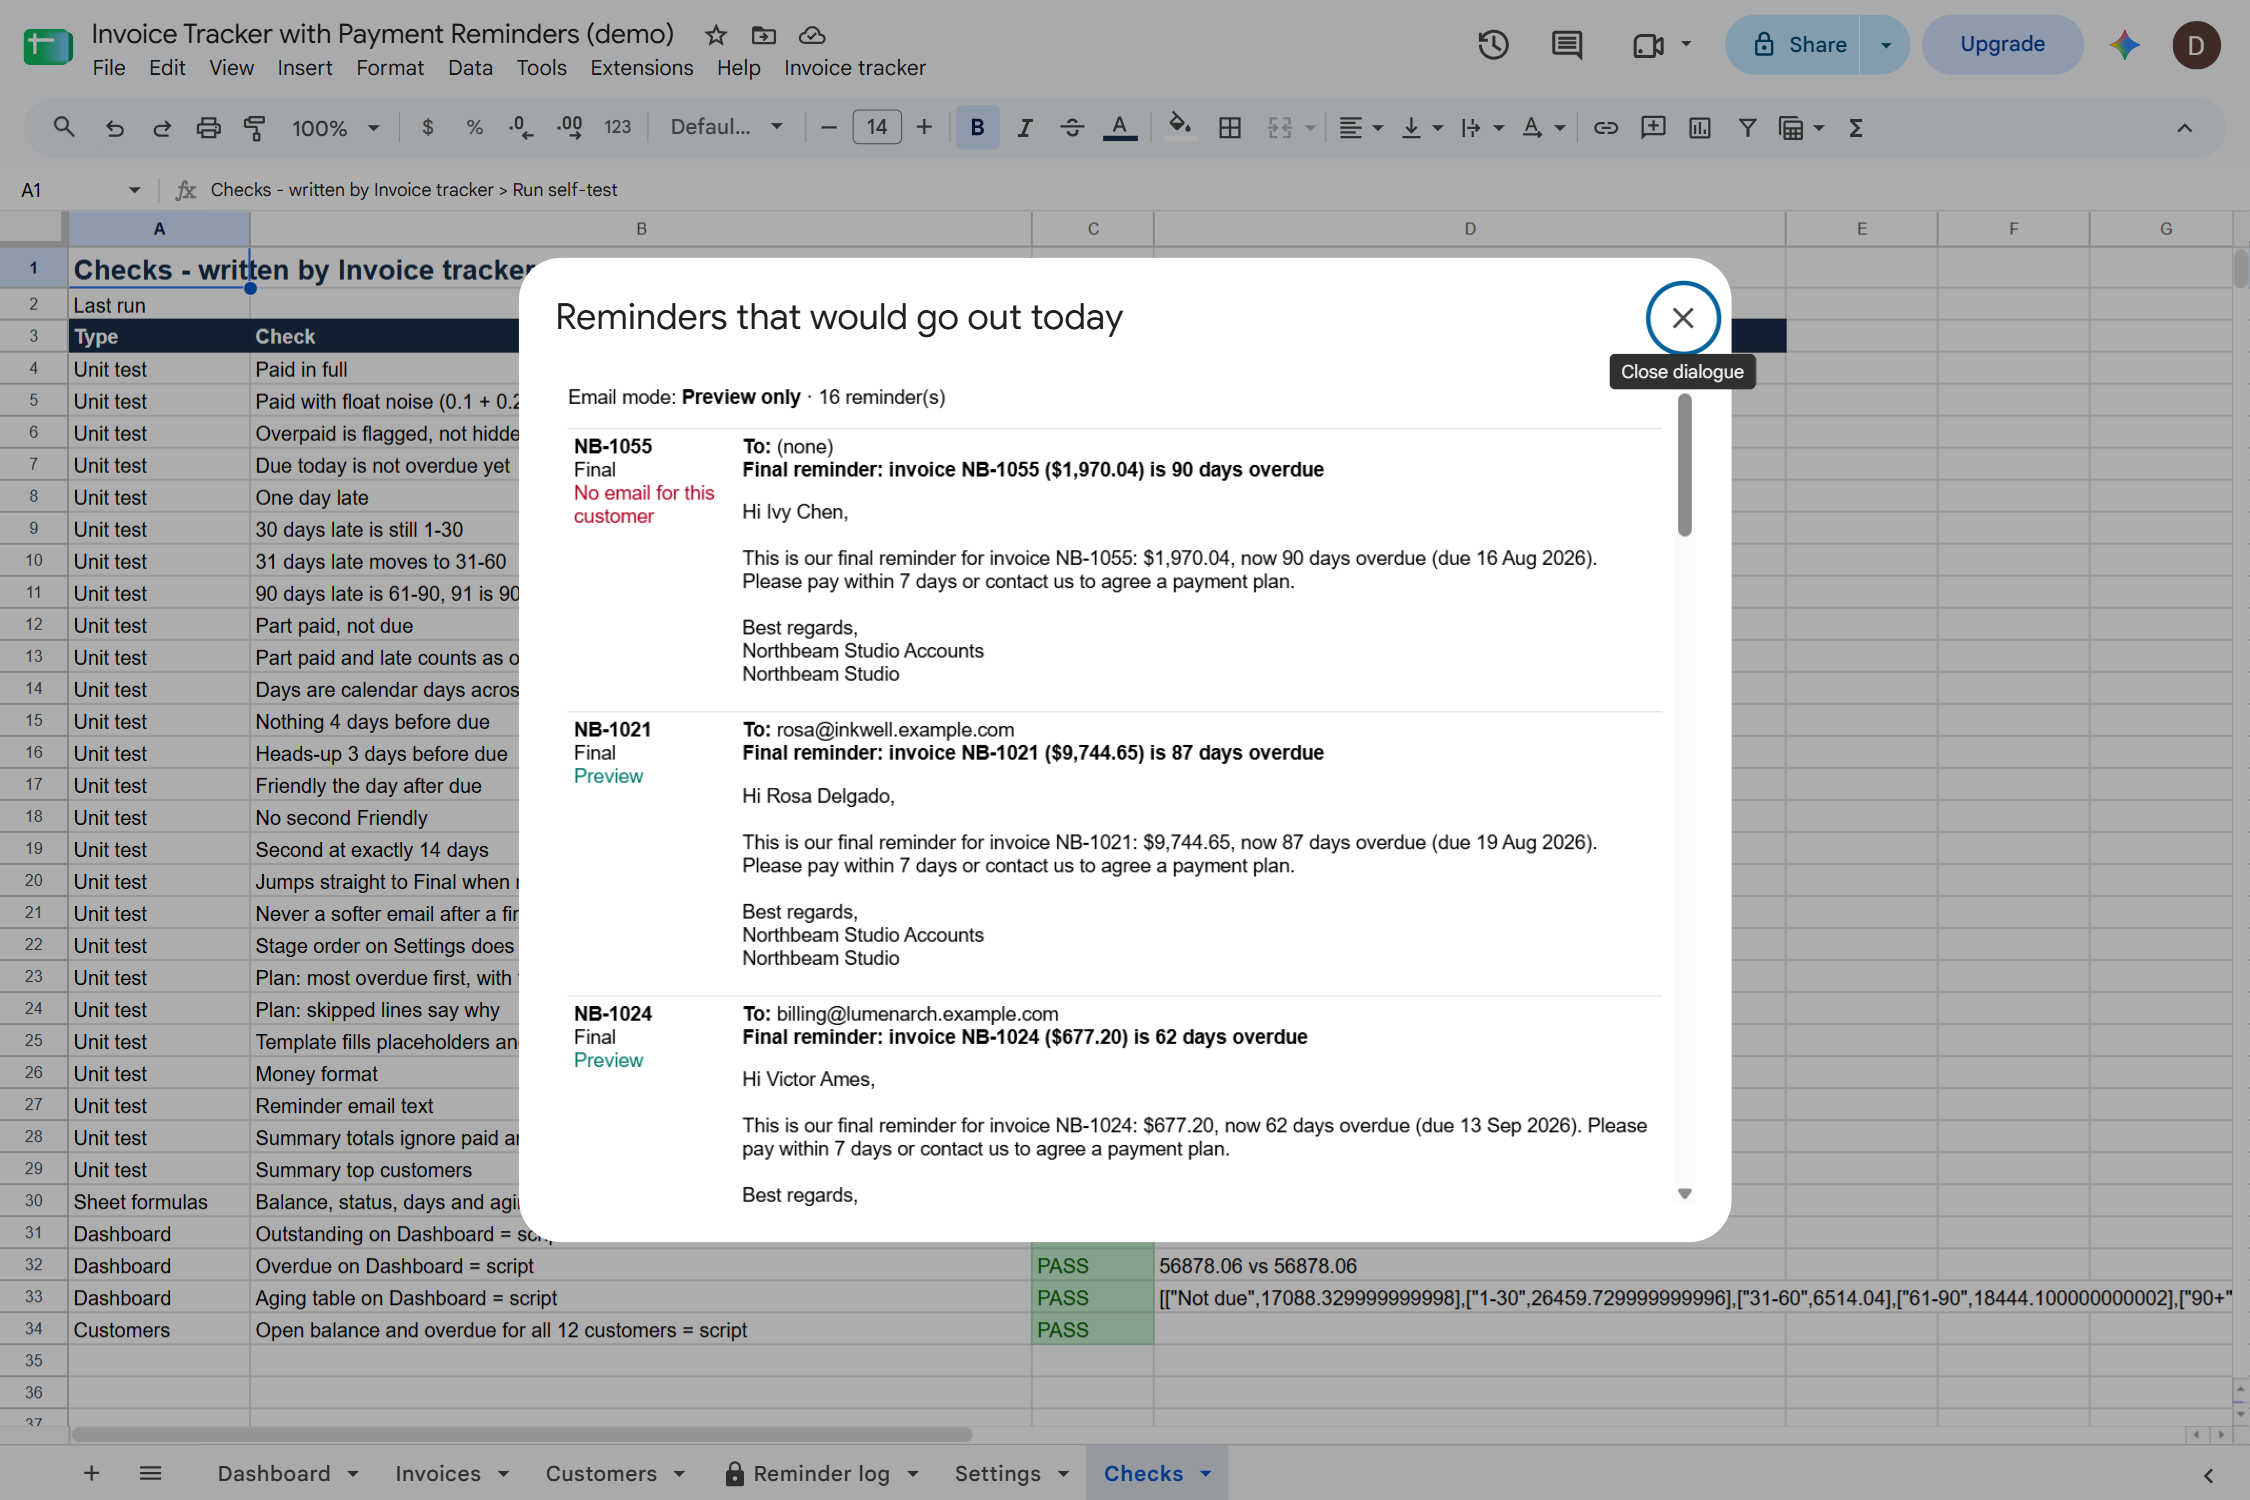 Invoice Tracker with Payment Reminders (demo)
File Edit View Insert Format Data Tools Extensions Help Invoice tracker
Share
Upgrade
D
100%
$ % .0 .00 123
Defaul...
14
B I A
A1
fx Checks - written by Invoice tracker > Run self-test
A B C D E F G
1 Checks - written by Invoice tracker
2 Last run
3 Type Check
4 Unit test Paid in full
5 Unit test Paid with float noise (0.1 + 0.2
6 Unit test Overpaid is flagged, not hidde
7 Unit test Due today is not overdue yet
8 Unit test One day late
9 Unit test 30 days late is still 1-30
10 Unit test 31 days late moves to 31-60
11 Unit test 90 days late is 61-90, 91 is 90
12 Unit test Part paid, not due
13 Unit test Part paid and late counts as o
14 Unit test Days are calendar days acros
15 Unit test Nothing 4 days before due
16 Unit test Heads-up 3 days before due
17 Unit test Friendly the day after due
18 Unit test No second Friendly
19 Unit test Second at exactly 14 days
20 Unit test Jumps straight to Final when
21 Unit test Never a softer email after a fir
22 Unit test Stage order on Settings does
23 Unit test Plan: most overdue first, with
24 Unit test Plan: skipped lines say why
25 Unit test Template fills placeholders an
26 Unit test Money format
27 Unit test Reminder email text
28 Unit test Summary totals ignore paid a
29 Unit test Summary top customers
30 Sheet formulas Balance, status, days and agi
31 Dashboard Outstanding on Dashboard = scrip
32 Dashboard Overdue on Dashboard = script PASS 56878.06 vs 56878.06
33 Dashboard Aging table on Dashboard = script PASS [["Not due",17088.329999999998],["1-30",26459.729999999996],["31-60",6514.04],["61-90",18444.100000000002],["90+"
34 Customers Open balance and overdue for all 12 customers = script PASS
35
36
37
Reminders that would go out today
Close dialogue
Email mode: Preview only · 16 reminder(s)
NB-1055
Final
No email for this
customer
To: (none)
Final reminder: invoice NB-1055 ($1,970.04) is 90 days overdue
Hi Ivy Chen,
This is our final reminder for invoice NB-1055: $1,970.04, now 90 days overdue (due 16 Aug 2026).
Please pay within 7 days or contact us to agree a payment plan.
Best regards,
Northbeam Studio Accounts
Northbeam Studio
NB-1021
Final
Preview
To: rosa@inkwell.example.com
Final reminder: invoice NB-1021 ($9,744.65) is 87 days overdue
Hi Rosa Delgado,
This is our final reminder for invoice NB-1021: $9,744.65, now 87 days overdue (due 19 Aug 2026).
Please pay within 7 days or contact us to agree a payment plan.
Best regards,
Northbeam Studio Accounts
Northbeam Studio
NB-1024
Final
Preview
To: billing@lumenarch.example.com
Final reminder: invoice NB-1024 ($677.20) is 62 days overdue
Hi Victor Ames,
This is our final reminder for invoice NB-1024: $677.20, now 62 days overdue (due 13 Sep 2026). Please
pay within 7 days or contact us to agree a payment plan.
Best regards,
Dashboard Invoices Customers Reminder log Settings Checks